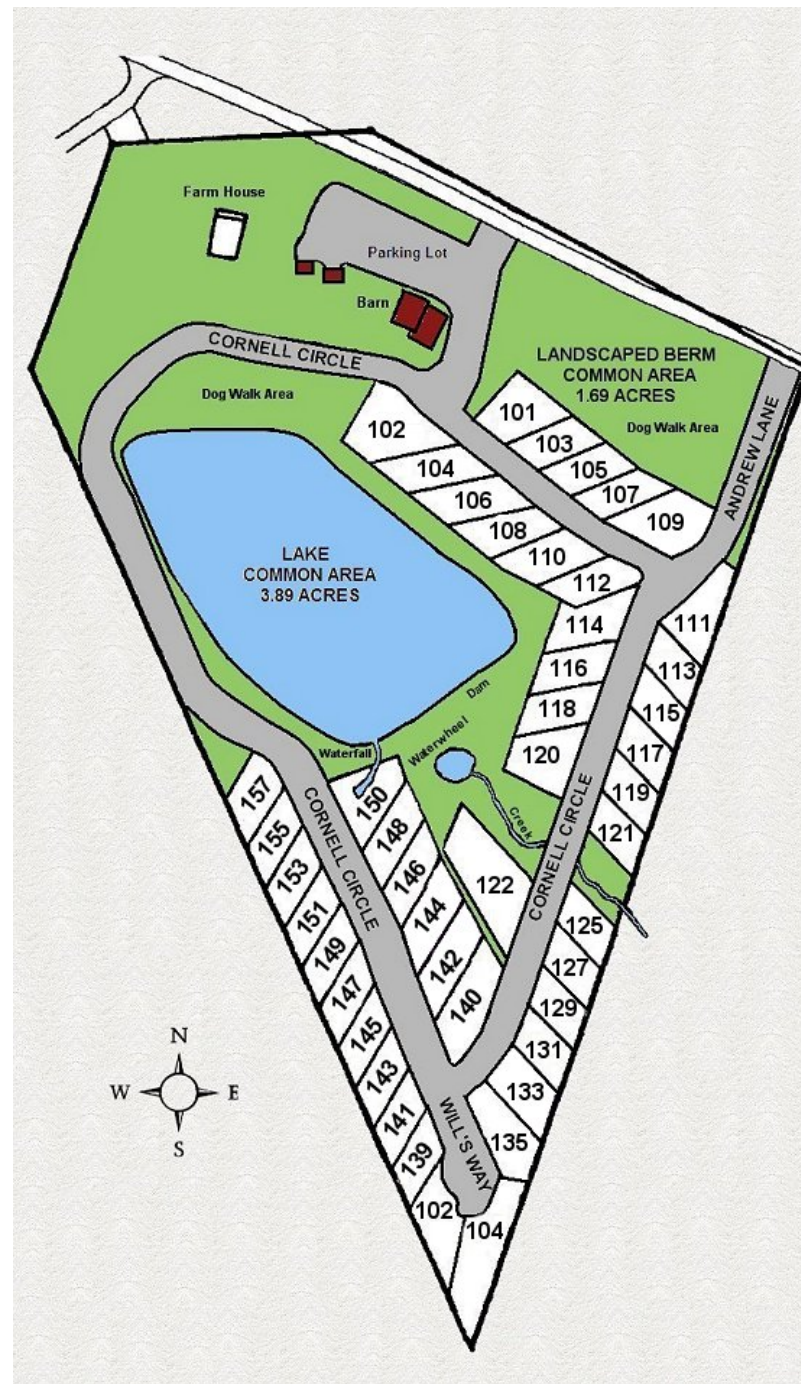 Farm House
Parking Lot
Barn
CORNELL CIRCLE
LANDSCAPED BERM
COMMON AREA
1.69 ACRES
Dog Walk Area
Dog Walk Area
ANDREW LANE
101
103
105
107
109
102
104
106
108
110
112
LAKE
COMMON AREA
3.89 ACRES
111
113
115
117
119
121
114
116
118
120
Dam
Waterwheel
Waterfall
Creek
CORNELL CIRCLE
CORNELL CIRCLE
157
155
153
151
149
147
145
143
141
139
150
148
146
144
142
140
122
125
127
129
131
133
135
WILL'S WAY
102
104
N
W
E
S